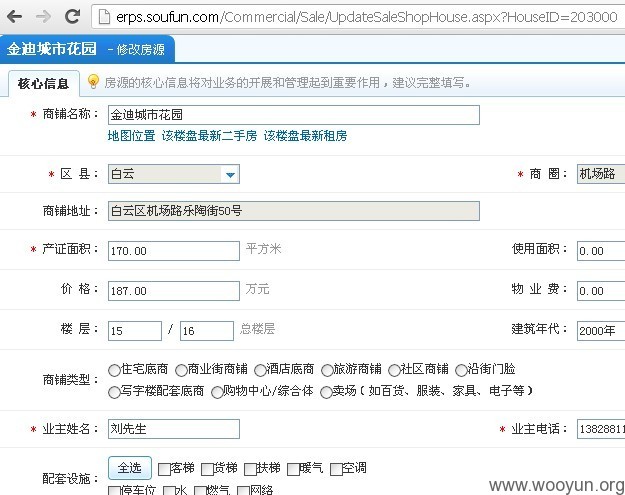 erps.soufun.com/Commercial/Sale/UpdateSaleShopHouse.aspx?HouseID=203000
金迪城市花园 - 修改房源
核心信息 房源的核心信息将对业务的开展和管理起到重要作用，建议完整填写。
* 商铺名称： 金迪城市花园
地图位置 该楼盘最新二手房 该楼盘最新租房
* 区 县： 白云 * 商 圈： 机场路
商铺地址： 白云区机场路乐陶街50号
* 产证面积： 170.00 平方米 使用面积： 0.00
价 格： 187.00 万元 物 业 费： 0.00
楼 层： 15 / 16 总楼层 建筑年代： 2000年
商铺类型： 住宅底商 商业街商铺 酒店底商 旅游商铺 社区商铺 沿街门脸
写字楼配套底商 购物中心/综合体 卖场（如百货、服装、家具、电子等）
* 业主姓名： 刘先生 * 业主电话： 13828811
配套设施： 全选 客梯 货梯 扶梯 暖气 空调
停车位 水 燃气 网络
www.wooyun.org